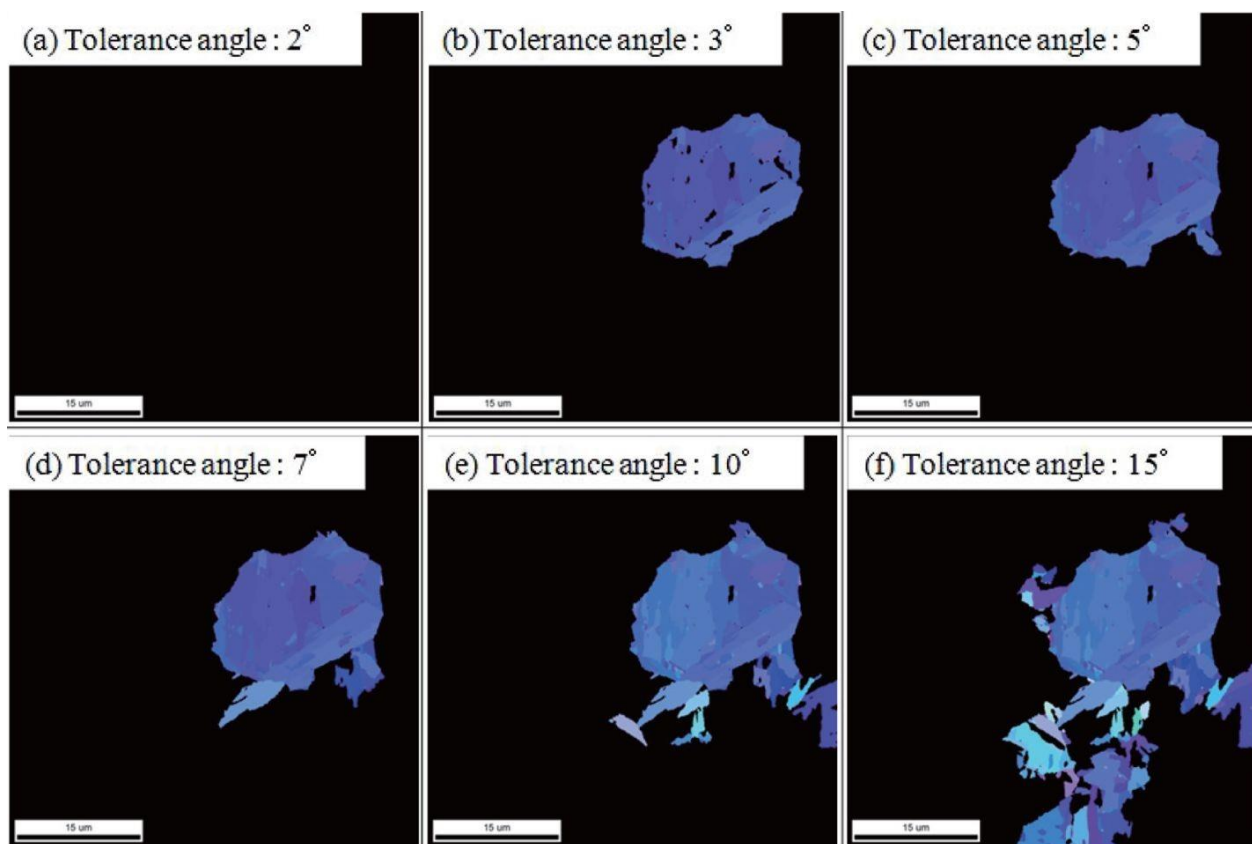 (a) Tolerance angle : 2°
(b) Tolerance angle : 3°
(c) Tolerance angle : 5°
15 um
15 um
15 um
(d) Tolerance angle : 7°
(e) Tolerance angle : 10°
(f) Tolerance angle : 15°
15 um
15 um
15 um